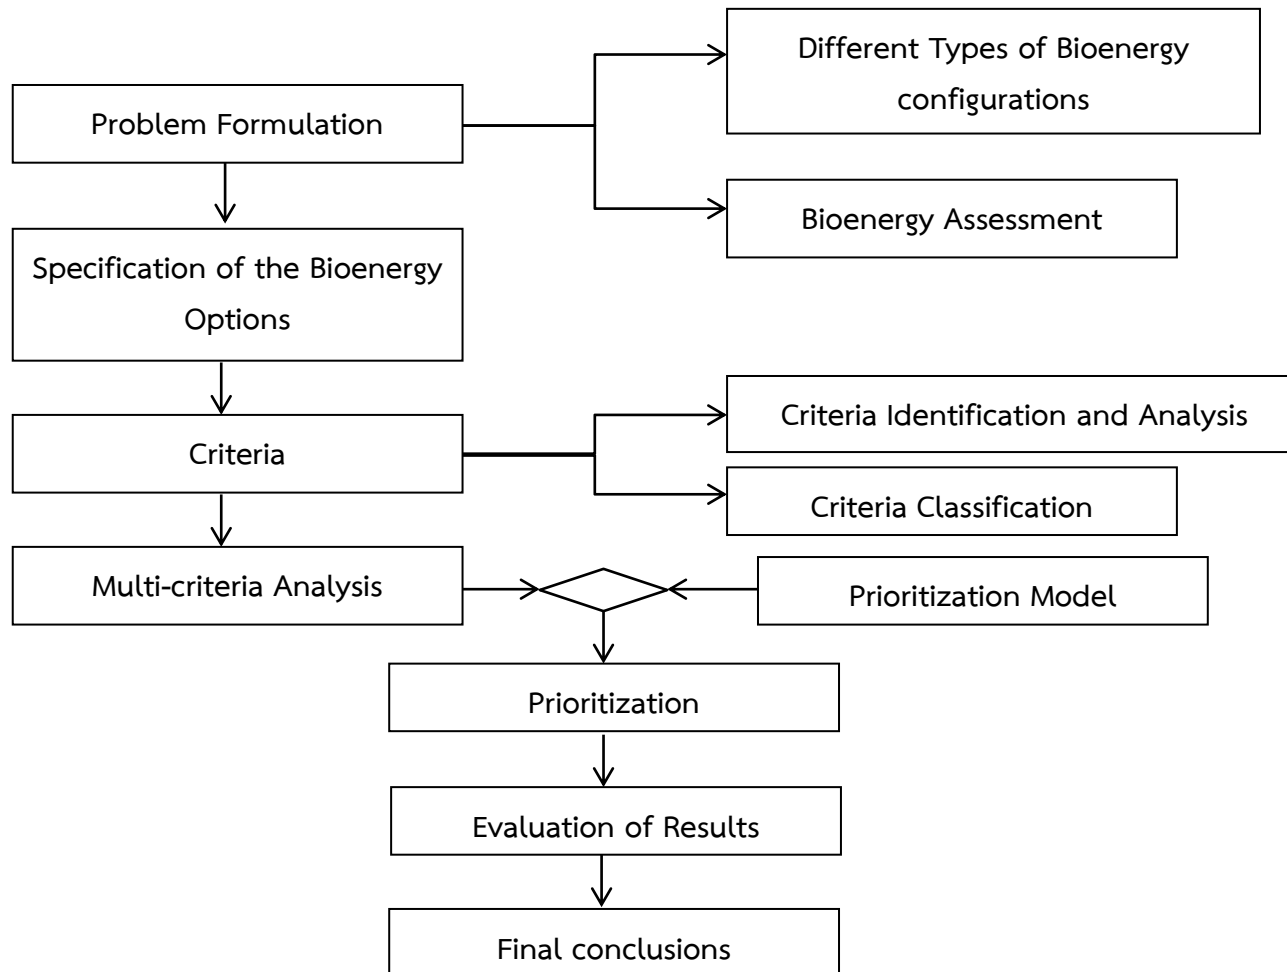 Different Types of Bioenergy
configurations
Problem Formulation
Bioenergy Assessment
Specification of the Bioenergy
Options
Criteria Identification and Analysis
Criteria
Criteria Classification
Multi-criteria Analysis
Prioritization Model
Prioritization
Evaluation of Results
Final conclusions